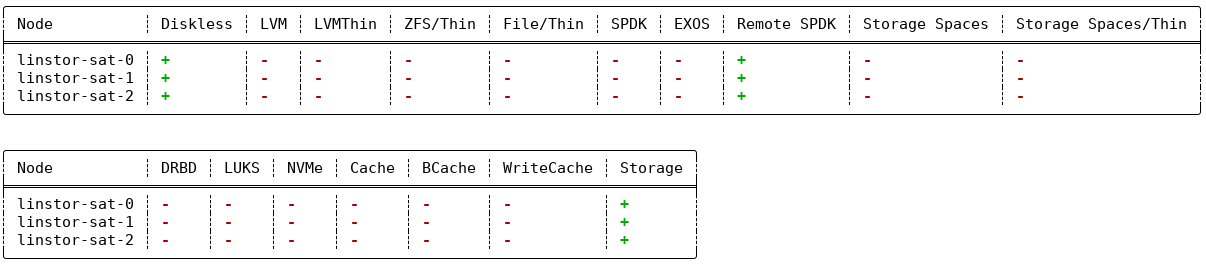 Node Diskless LVM LVMThin ZFS/Thin File/Thin SPDK EXOS Remote SPDK Storage Spaces Storage Spaces/Thin
linstor-sat-0 + - - - - - - + - -
linstor-sat-1 + - - - - - - + - -
linstor-sat-2 + - - - - - - + - -
Node DRBD LUKS NVMe Cache BCache WriteCache Storage
linstor-sat-0 - - - - - - +
linstor-sat-1 - - - - - - +
linstor-sat-2 - - - - - - +